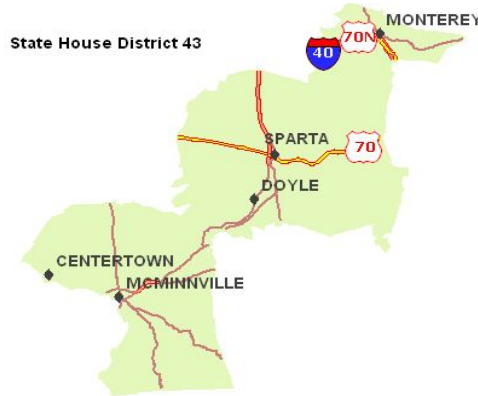 MONTEREY
State House District 43
70N
40
SPARTA
70
DOYLE
CENTERTOWN
MCMINNVILLE